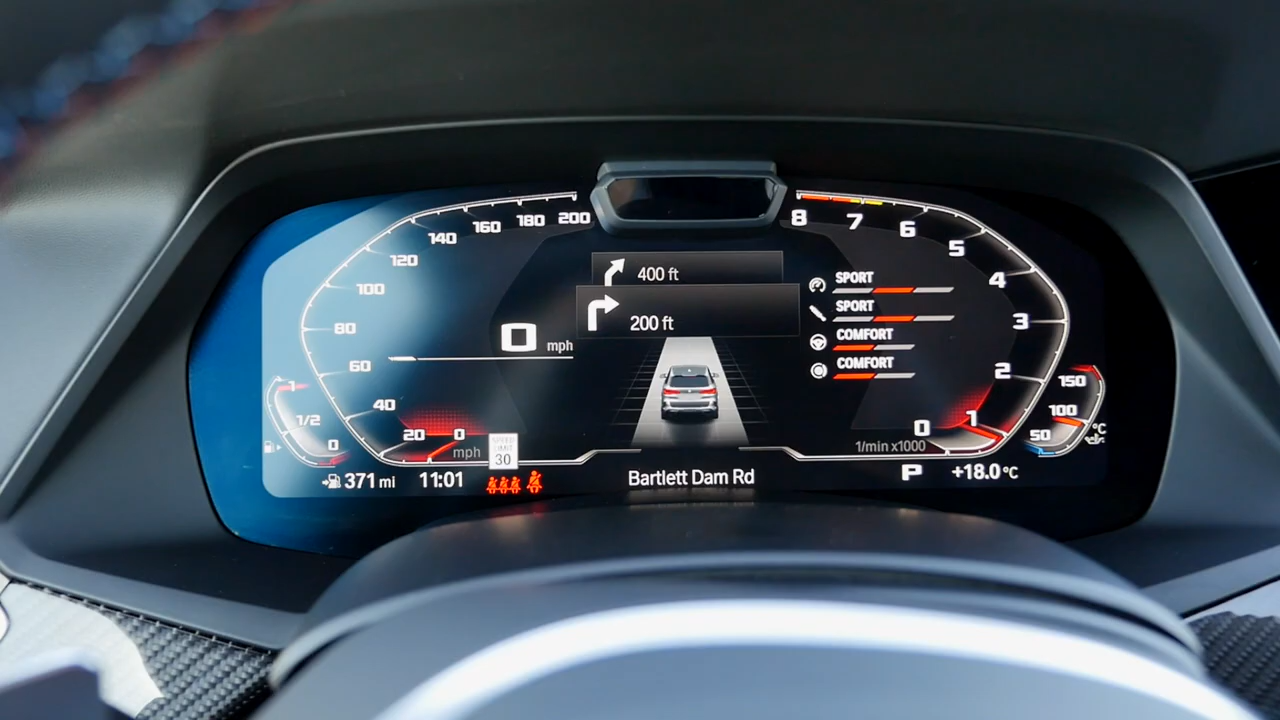 200
180
160
140
120
100
80
60
40
20
0
mph
0 mph
400 ft
200 ft
SPORT
SPORT
COMFORT
COMFORT
8
7
6
5
4
3
2
1
0
1/min x1000
1
1/2
0
150
100
50
°C
SPEED
LIMIT
30
371 mi
11:01
Bartlett Dam Rd
P
+18.0°C